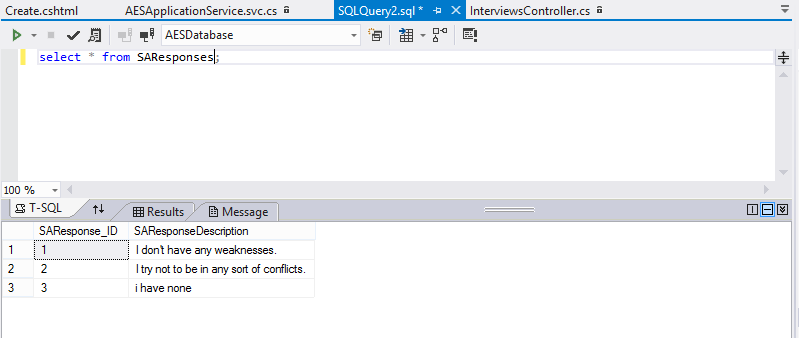 Create.cshtml AESApplicationService.svc.cs SQLQuery2.sql * InterviewsController.cs
AESDatabase
select * from SAResponses;
100 %
T-SQL Results Message
SAResponse_ID SAResponseDescription
1 1 I don't have any weaknesses.
2 2 I try not to be in any sort of conflicts.
3 3 i have none